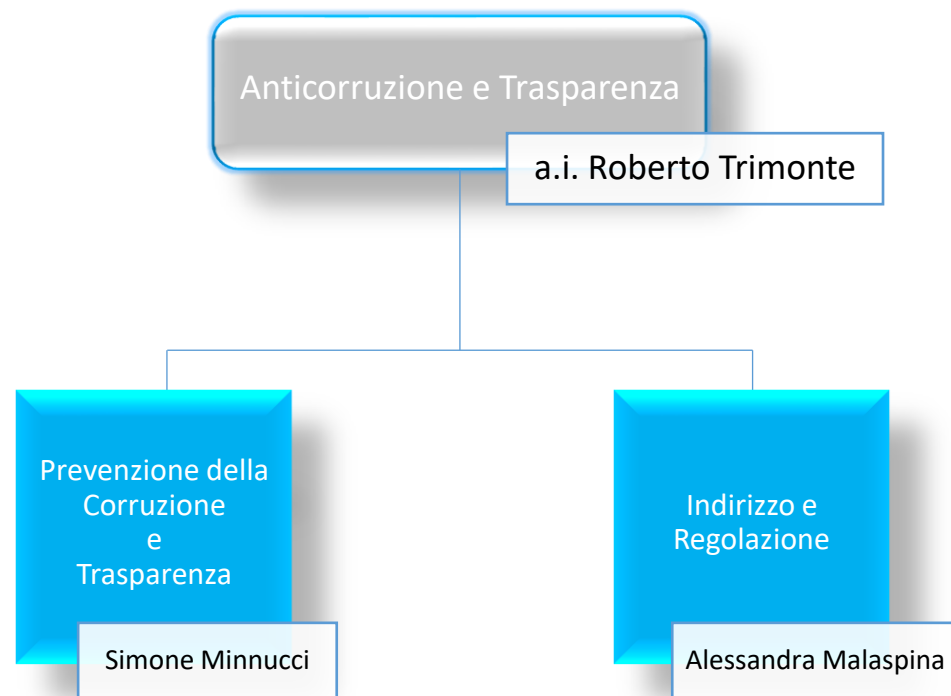 Anticorruzione e Trasparenza
a.i. Roberto Trimonte
Prevenzione della
Corruzione
e
Trasparenza
Simone Minnucci
Indirizzo e
Regolazione
Alessandra Malaspina